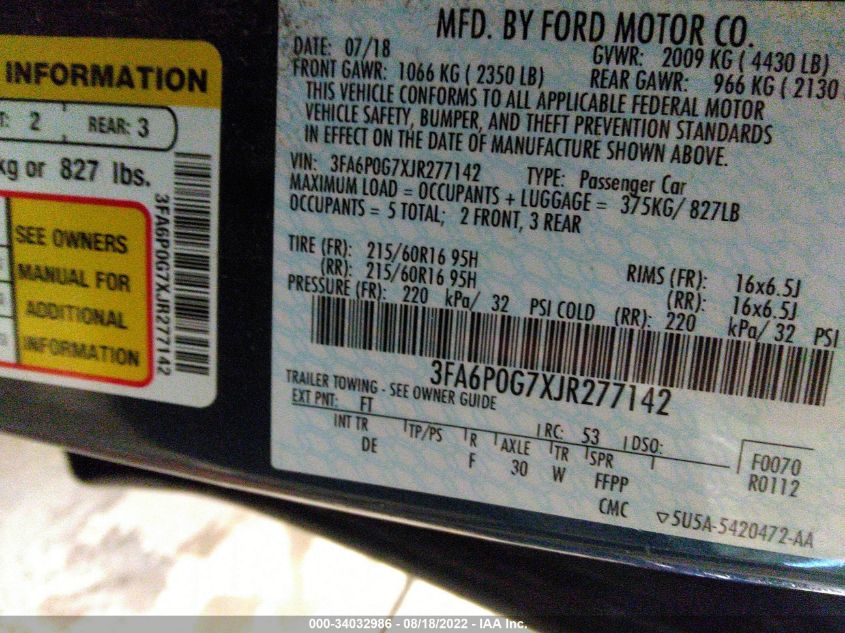 INFORMATION
T: 2 REAR: 3
kg or 827 lbs.
SEE OWNERS
MANUAL FOR
ADDITIONAL
INFORMATION
3FA6P0G7XJR277142
MFD. BY FORD MOTOR CO.
DATE: 07/18 GVWR: 2009 KG ( 4430 LB)
FRONT GAWR: 1066 KG ( 2350 LB) REAR GAWR: 966 KG ( 2130
THIS VEHICLE CONFORMS TO ALL APPLICABLE FEDERAL MOTOR
VEHICLE SAFETY, BUMPER, AND THEFT PREVENTION STANDARDS
IN EFFECT ON THE DATE OF MANUFACTURE SHOWN ABOVE.
VIN: 3FA6P0G7XJR277142 TYPE: Passenger Car
MAXIMUM LOAD = OCCUPANTS + LUGGAGE = 375KG/ 827LB
OCCUPANTS = 5 TOTAL; 2 FRONT, 3 REAR
TIRE (FR): 215/60R16 95H RIMS (FR): 16x6.5J
(RR): 215/60R16 95H (RR): 16x6.5J
PRESSURE (FR): 220 kPa/ 32 PSI COLD (RR): 220 kPa/ 32 PSI
3FA6P0G7XJR277142
TRAILER TOWING - SEE OWNER GUIDE
EXT PNT: FT RC: 53 DSO: F0070
INT TR TP/PS R AXLE TR SPR R0112
DE F 30 W FFPP
CMC 5U5A-5420472-AA
000-34032986 - 08/18/2022 - IAA Inc.